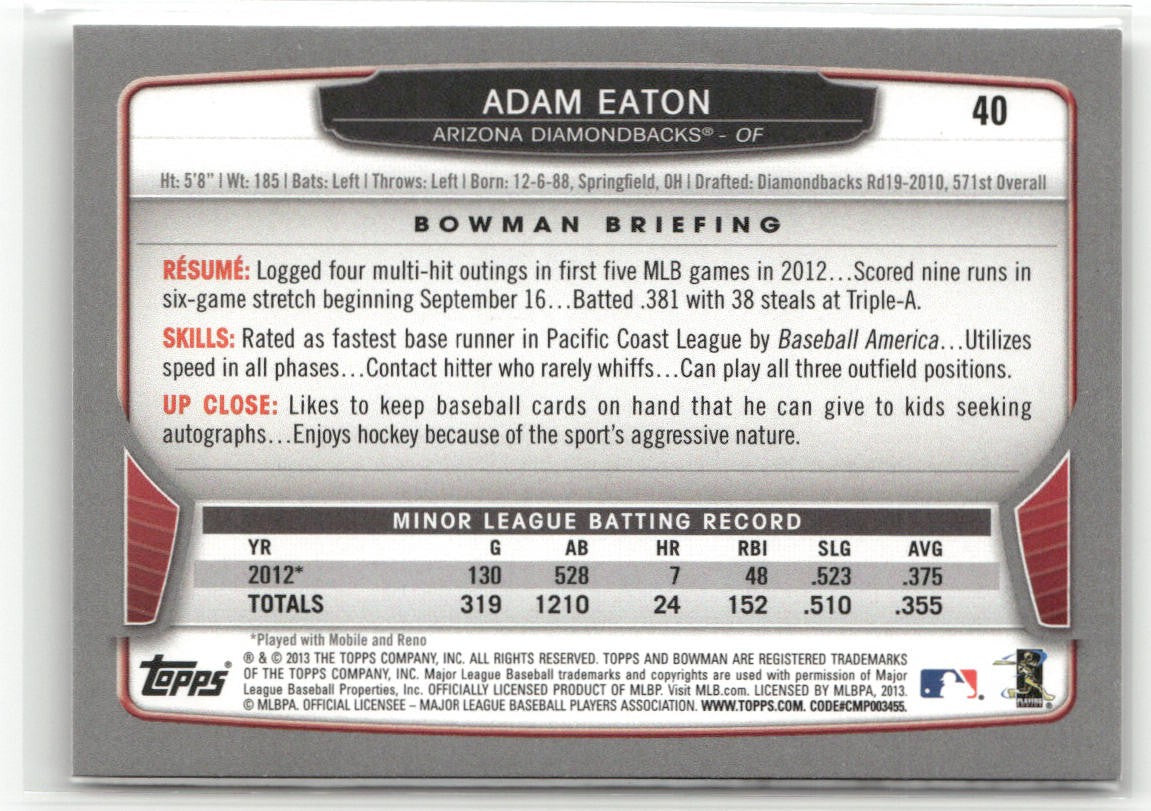 ADAM EATON
40
ARIZONA DIAMONDBACKS® - OF
Ht: 5'8" | Wt: 185 | Bats: Left | Throws: Left | Born: 12-6-88, Springfield, OH | Drafted: Diamondbacks Rd19-2010, 571st Overall
BOWMAN BRIEFING
RÉSUMÉ: Logged four multi-hit outings in first five MLB games in 2012...Scored nine runs in
six-game stretch beginning September 16...Batted .381 with 38 steals at Triple-A.
SKILLS: Rated as fastest base runner in Pacific Coast League by Baseball America...Utilizes
speed in all phases...Contact hitter who rarely whiffs...Can play all three outfield positions.
UP CLOSE: Likes to keep baseball cards on hand that he can give to kids seeking
autographs...Enjoys hockey because of the sport's aggressive nature.
MINOR LEAGUE BATTING RECORD
YR G AB HR RBI SLG AVG
2012* 130 528 7 48 .523 .375
TOTALS 319 1210 24 152 .510 .355
*Played with Mobile and Reno
Topps®
® & © 2013 THE TOPPS COMPANY, INC. ALL RIGHTS RESERVED. TOPPS AND BOWMAN ARE REGISTERED TRADEMARKS
OF THE TOPPS COMPANY, INC. Major League Baseball trademarks and copyrights are used with permission of Major
League Baseball Properties, Inc. OFFICIALLY LICENSED PRODUCT OF MLBP. Visit MLB.com. LICENSED BY MLBPA, 2013.
© MLBPA. OFFICIAL LICENSEE – MAJOR LEAGUE BASEBALL PLAYERS ASSOCIATION. WWW.TOPPS.COM. CODE#CMP003455.